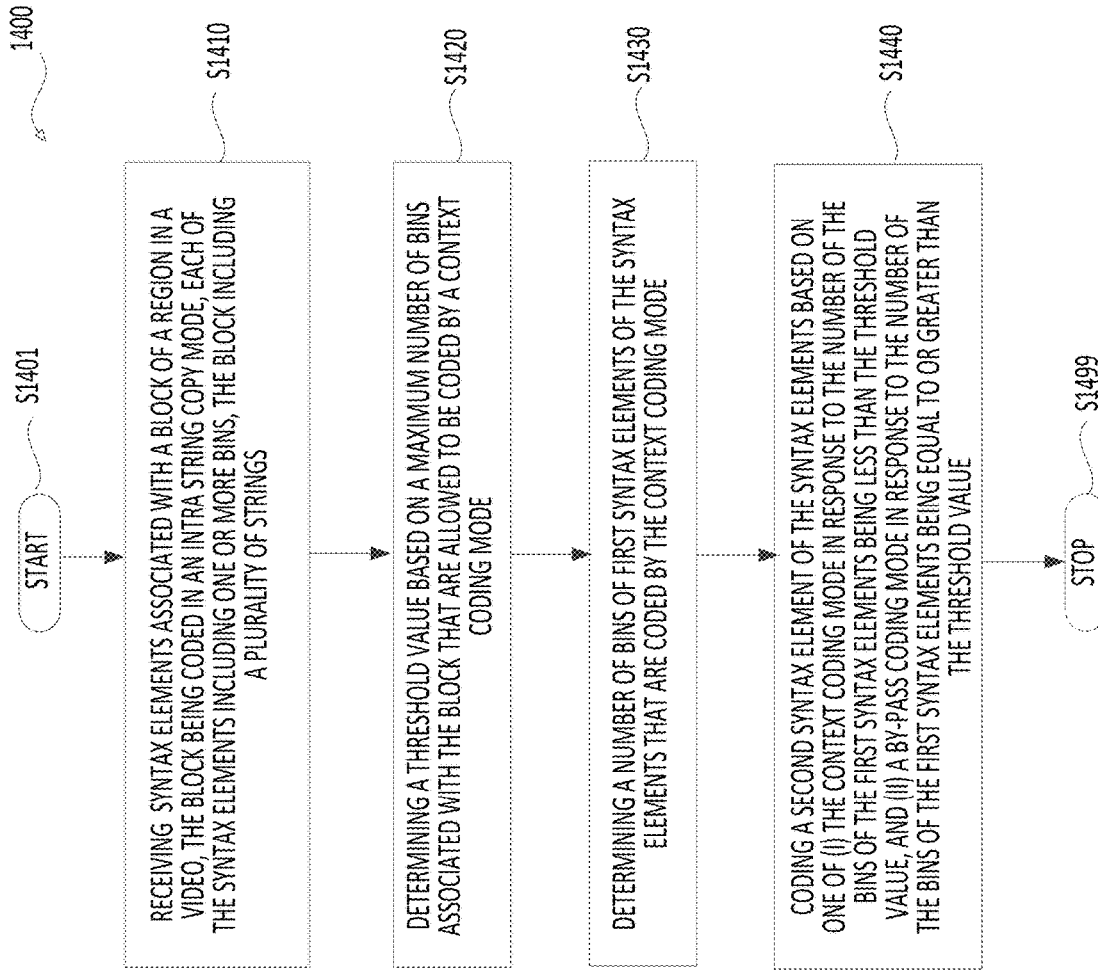 1400
START
S1401
RECEIVING SYNTAX ELEMENTS ASSOCIATED WITH A BLOCK OF A REGION IN A
VIDEO, THE BLOCK BEING CODED IN AN INTRA STRING COPY MODE, EACH OF
THE SYNTAX ELEMENTS INCLUDING ONE OR MORE BINS, THE BLOCK INCLUDING
A PLURALITY OF STRINGS
S1410
DETERMINING A THRESHOLD VALUE BASED ON A MAXIMUM NUMBER OF BINS
ASSOCIATED WITH THE BLOCK THAT ARE ALLOWED TO BE CODED BY A CONTEXT
CODING MODE
S1420
DETERMINING A NUMBER OF BINS OF FIRST SYNTAX ELEMENTS OF THE SYNTAX
ELEMENTS THAT ARE CODED BY THE CONTEXT CODING MODE
S1430
CODING A SECOND SYNTAX ELEMENT OF THE SYNTAX ELEMENTS BASED ON
ONE OF (I) THE CONTEXT CODING MODE IN RESPONSE TO THE NUMBER OF THE
BINS OF THE FIRST SYNTAX ELEMENTS BEING LESS THAN THE THRESHOLD
VALUE, AND (II) A BY-PASS CODING MODE IN RESPONSE TO THE NUMBER OF
THE BINS OF THE FIRST SYNTAX ELEMENTS BEING EQUAL TO OR GREATER THAN
THE THRESHOLD VALUE
S1440
STOP
S1499